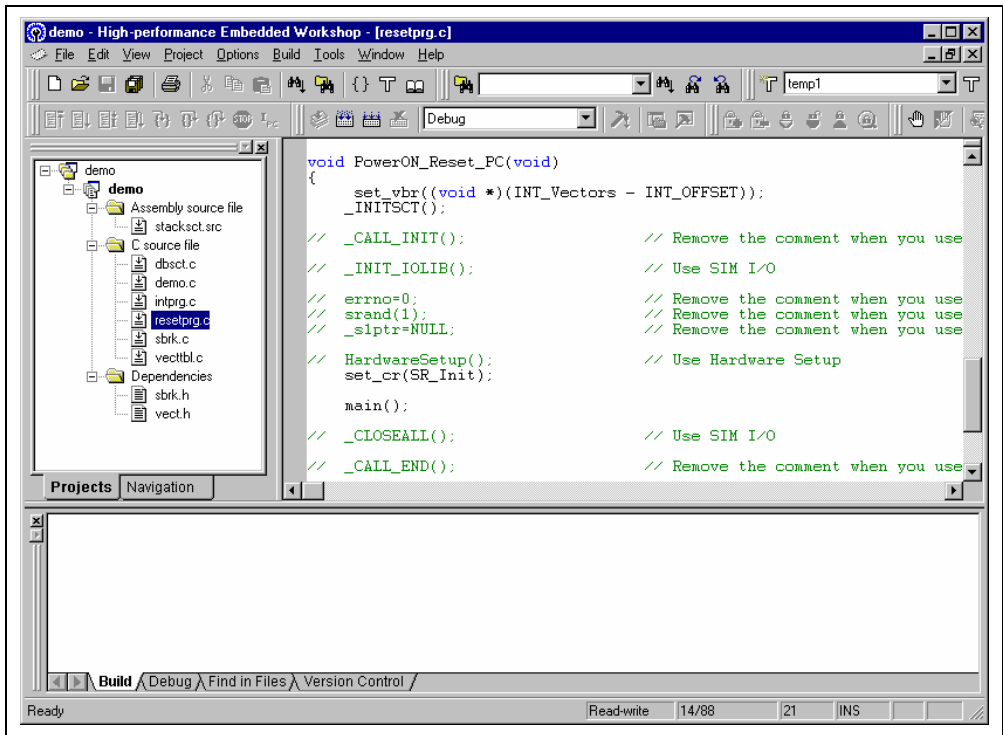 demo - High-performance Embedded Workshop - [resetprg.c]
File Edit View Project Options Build Tools Window Help
temp1
Debug
demo
demo
Assembly source file
stacksct.src
C source file
dbsct.c
demo.c
intprg.c
resetprg.c
sbrk.c
vecttbl.c
Dependencies
sbrk.h
vect.h
Projects Navigation
void PowerON_Reset_PC(void)
{
set_vbr((void *)(INT_Vectors - INT_OFFSET));
_INITSCT();
// _CALL_INIT(); // Remove the comment when you use
// _INIT_IOLIB(); // Use SIM I/O
// errno=0; // Remove the comment when you use
// srand(1); // Remove the comment when you use
// _s1ptr=NULL; // Remove the comment when you use
// HardwareSetup(); // Use Hardware Setup
set_cr(SR_Init);
main();
// _CLOSEALL(); // Use SIM I/O
// _CALL_END(); // Remove the comment when you use
Build Debug Find in Files Version Control
Ready Read-write 14/88 21 INS